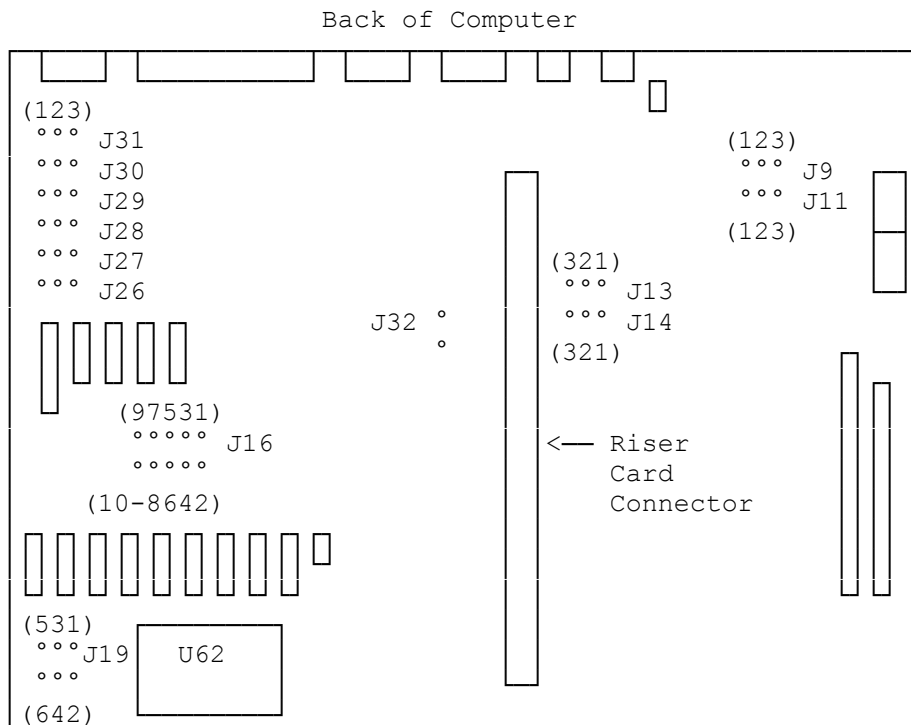 Back of Computer
(123)
°°° J31 (123)
°°° J30 °°° J9
°°° J29 °°° J11
°°° J28 (123)
°°° J27 (321)
°°° J26 °°° J13
J32 ° °°° J14
° (321)
(97531)
°°°°° J16 <—— Riser
°°°°° Card
(10-8642) Connector
(531)
°°°J19 U62
°°°
(642)